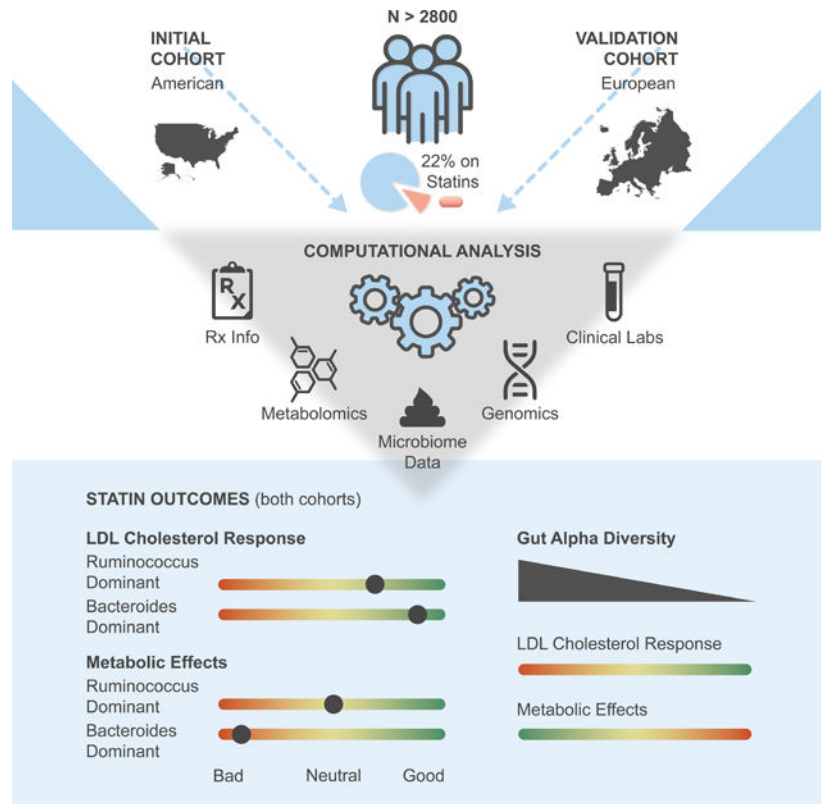 N > 2800
INITIAL
COHORT
American
VALIDATION
COHORT
European
22% on
Statins
COMPUTATIONAL ANALYSIS
RX
Rx Info
Clinical Labs
Metabolomics
Genomics
Microbiome
Data
STATIN OUTCOMES (both cohorts)
LDL Cholesterol Response
Ruminococcus
Dominant
Bacteroides
Dominant
Metabolic Effects
Ruminococcus
Dominant
Bacteroides
Dominant
Bad Neutral Good
Gut Alpha Diversity
LDL Cholesterol Response
Metabolic Effects